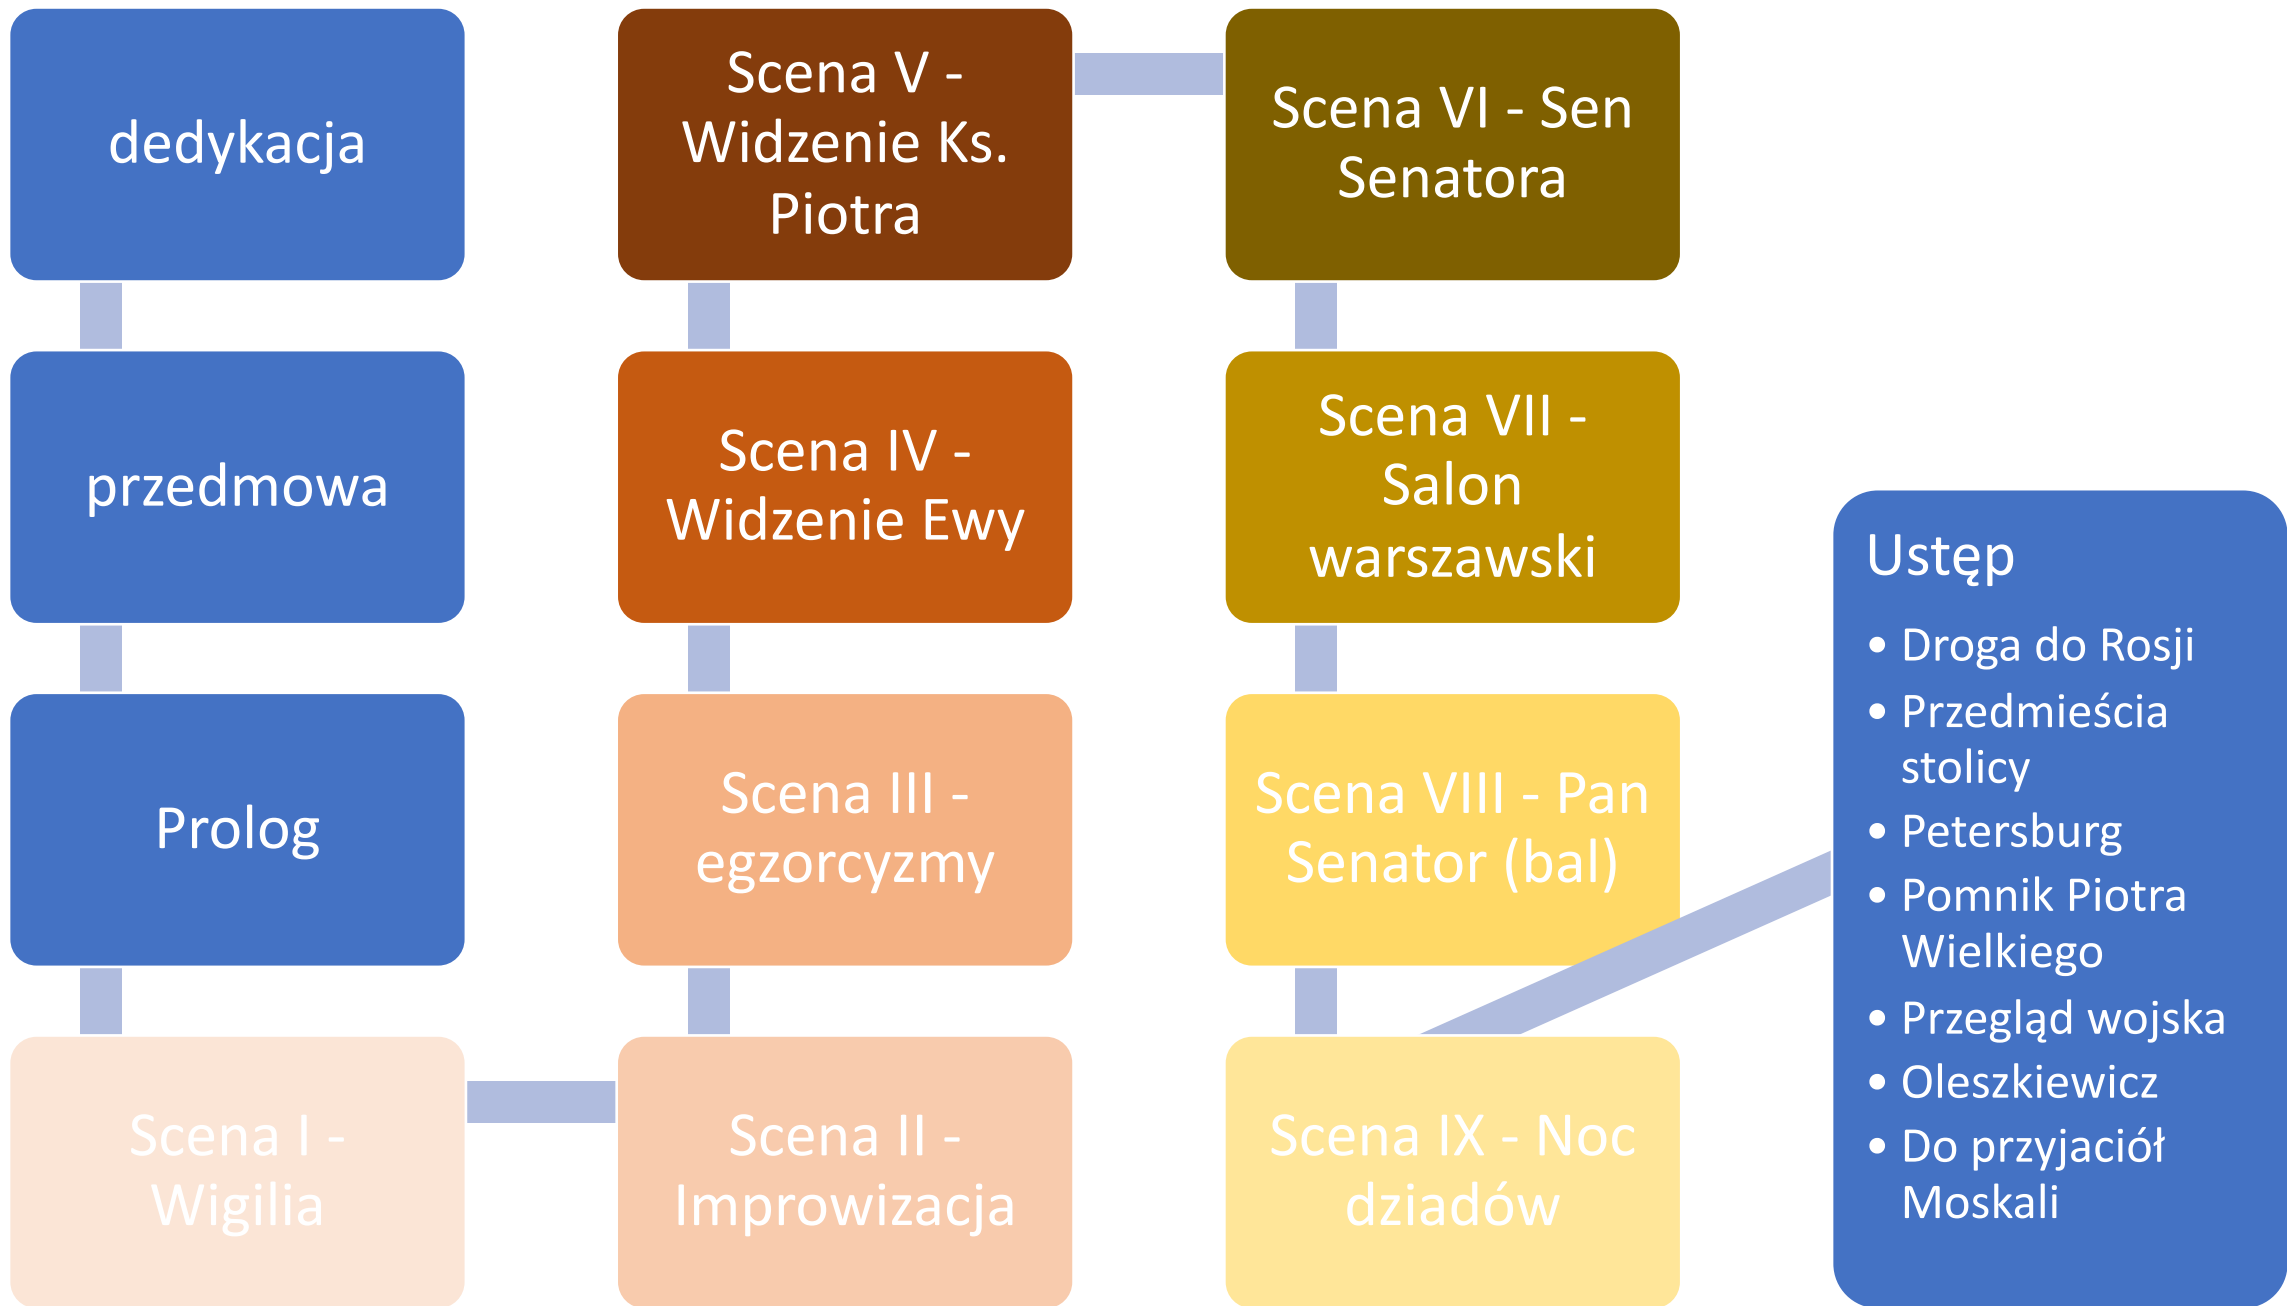 dedykacja
przedmowa
Prolog
Scena I -
Wigilia
Scena II -
Improwizacja
Scena III -
egzorcyzmy
Scena IV -
Widzenie Ewy
Scena V -
Widzenie Ks.
Piotra
Scena VI - Sen
Senatora
Scena VII -
Salon
warszawski
Scena VIII - Pan
Senator (bal)
Scena IX - Noc
dziadów
Ustęp
• Droga do Rosji
• Przedmieścia
stolicy
• Petersburg
• Pomnik Piotra
Wielkiego
• Przegląd wojska
• Oleszkiewicz
• Do przyjaciół
Moskali